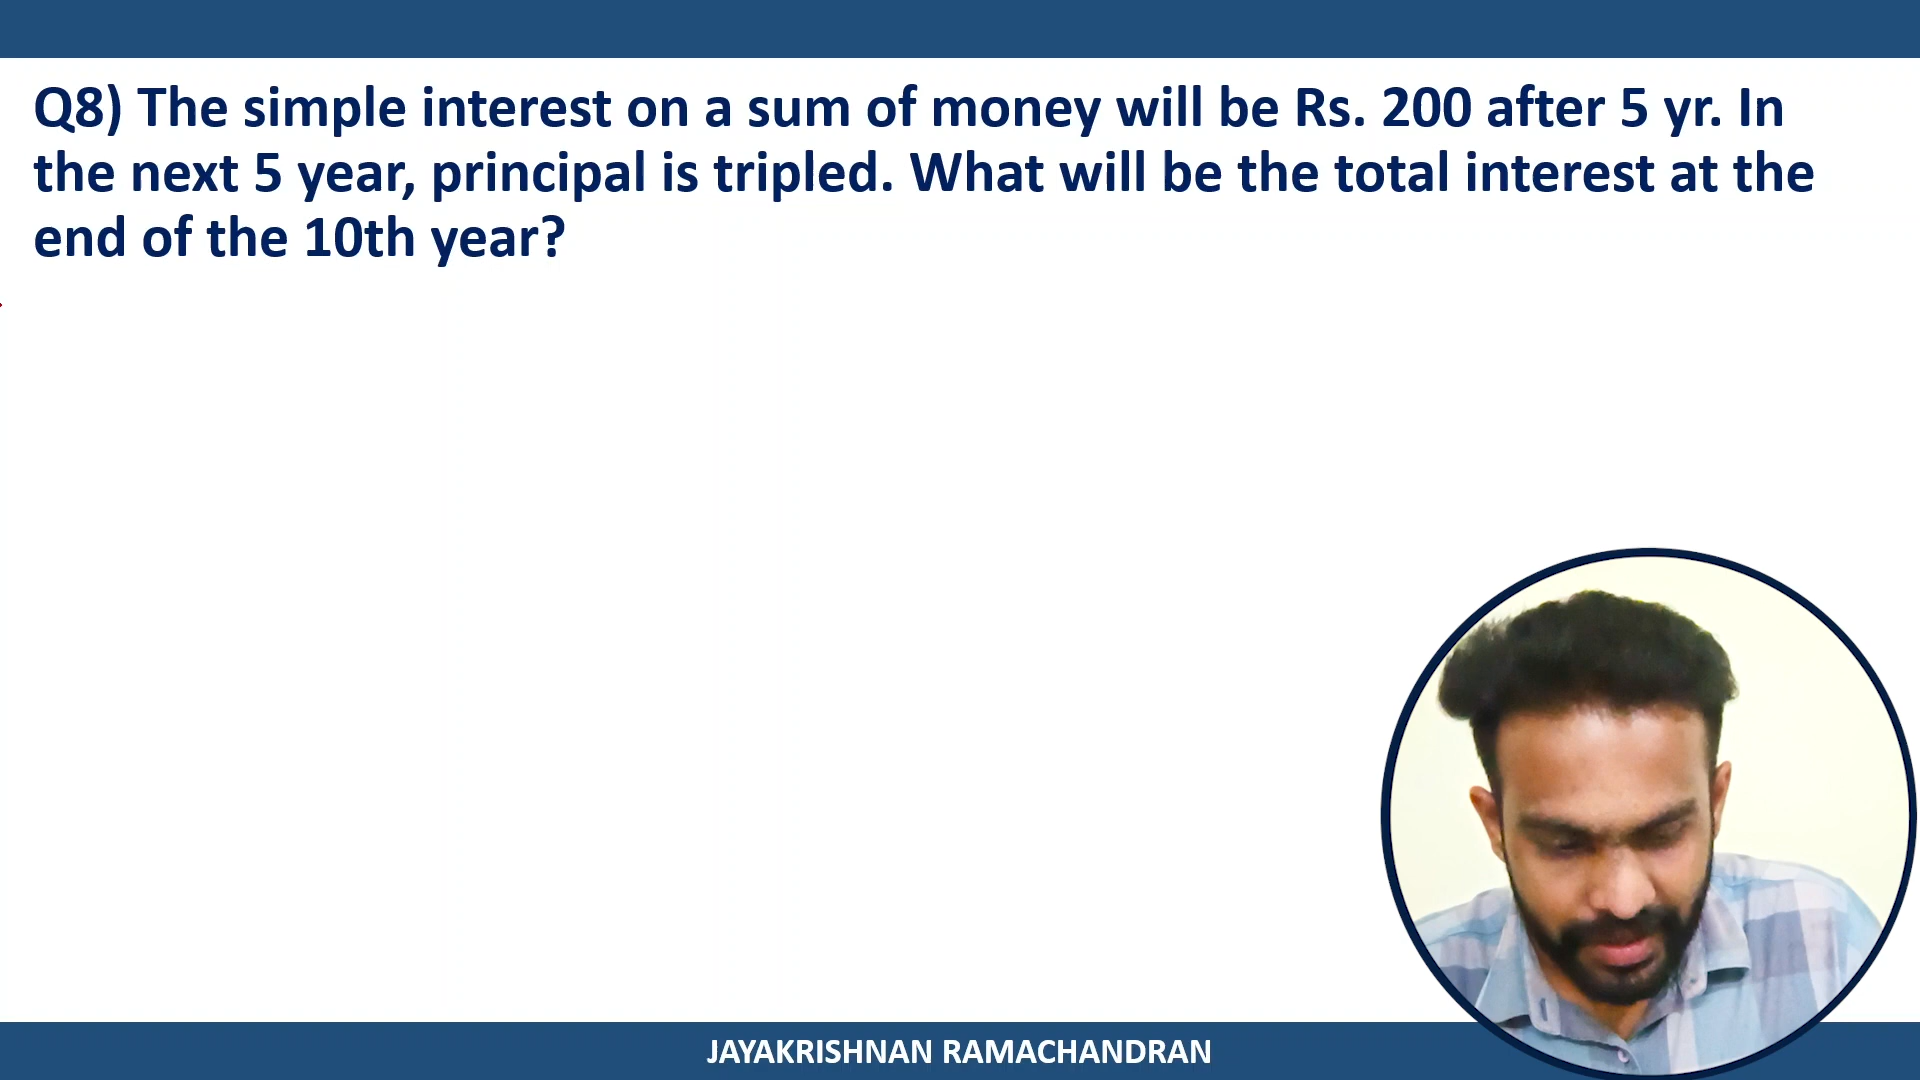 Q8) The simple interest on a sum of money will be Rs. 200 after 5 yr. In
the next 5 year, principal is tripled. What will be the total interest at the
end of the 10th year?
JAYAKRISHNAN RAMACHANDRAN